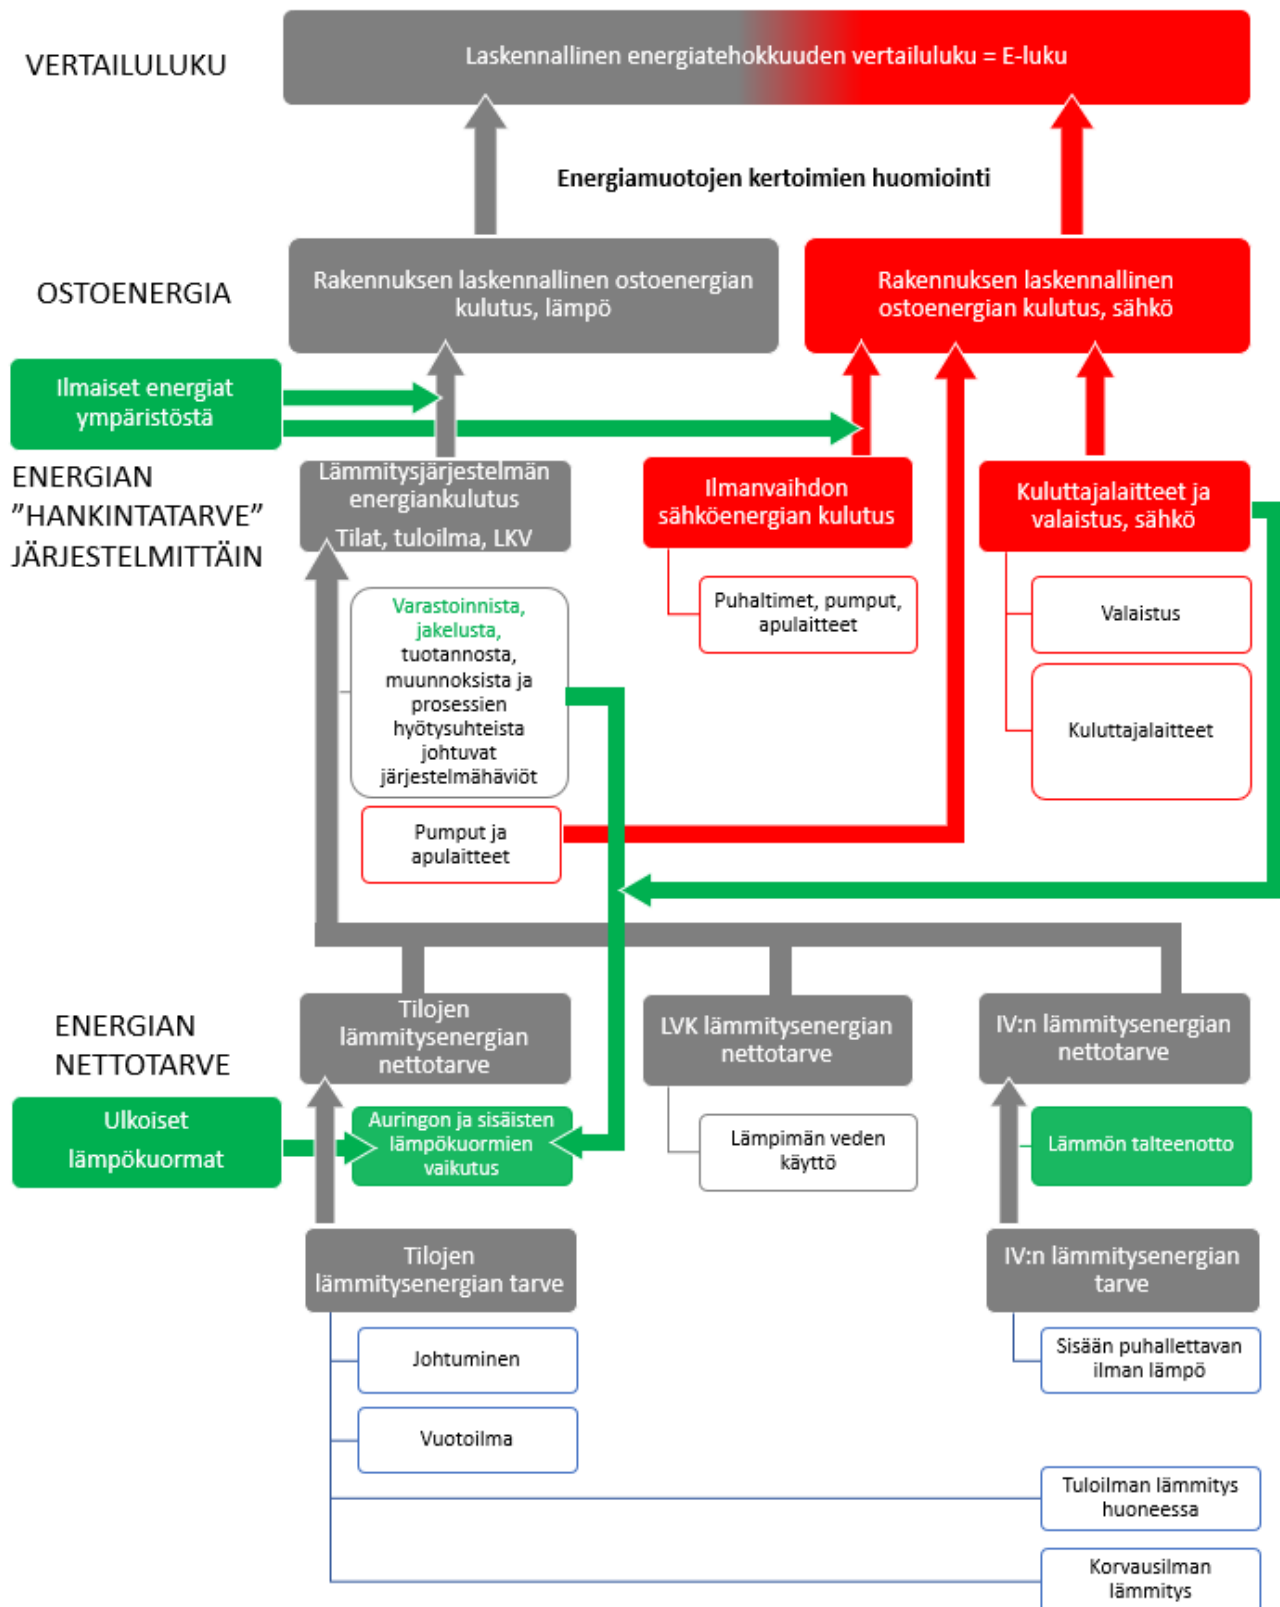 VERTAILULUKU
Laskennallinen energiatehokkuuden vertailuluku = E-luku
Energiamuotojen kertoimien huomiointi
OSTOENERGIA
Rakennuksen laskennallinen ostoenergian
kulutus, lämpö
Rakennuksen laskennallinen
ostoenergian kulutus, sähkö
Ilmaiset energiat
ympäristöstä
ENERGIAN
”HANKINTATARVE”
JÄRJESTELMITTÄIN
Lämmitysjärjestelmän
energiankulutus
Tilat, tuloilma, LKV
Ilmanvaihdon
sähköenergian kulutus
Kuluttajalaitteet ja
valaistus, sähkö
Varastoinnista,
jakelusta,
tuotannosta,
muunnoksista ja
prosessien
hyötysuhteista
johtuvat
järjestelmähäviöt
Puhaltimet, pumput,
apulaitteet
Valaistus
Kuluttajalaitteet
Pumput ja
apulaitteet
ENERGIAN
NETTOTARVE
Tilojen
lämmitysenergian
nettotarve
LVK lämmitysenergian
nettotarve
IV:n lämmitysenergian
nettotarve
Ulkoiset
lämpökuormat
Auringon ja sisäisten
lämpökuormien
vaikutus
Lämpimän veden
käyttö
Lämmön talteenotto
Tilojen
lämmitysenergian tarve
IV:n lämmitysenergian
tarve
Johtuminen
Sisään puhallettavan
ilman lämpö
Vuotoilma
Tuloilman lämmitys
huoneessa
Korvausilman
lämmitys